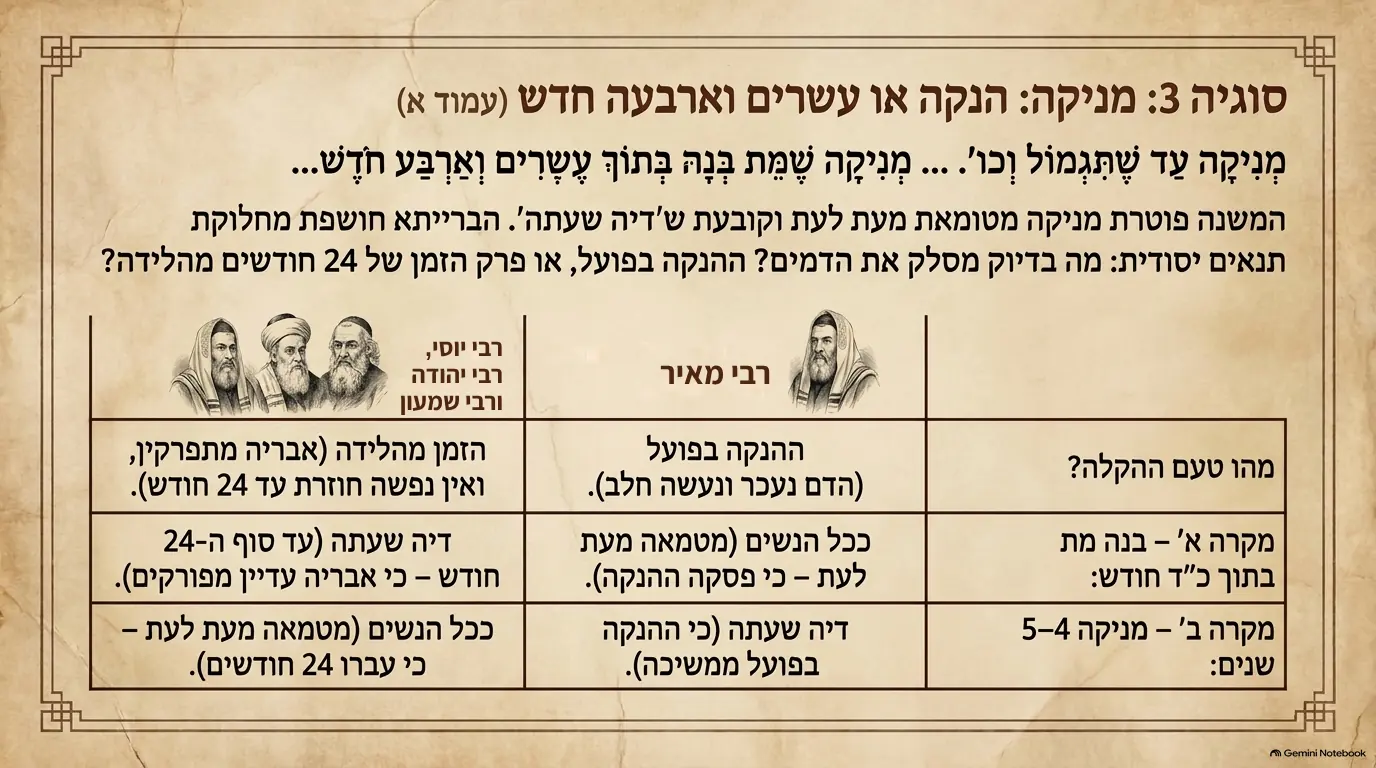 סוגיה 3: מניקה: הנקה או עשרים וארבעה חדש (עמוד א)
מְנִיקָה עַד שֶׁתִּגְמוֹל וְכוּ'. ... מְנִיקָה שֶׁמֵּת בְּנָהּ בְּתוֹךְ עֶשְׂרִים וְאַרְבַּע חֹדֶשׁ...
המשנה פוטרת מניקה מטומאת מעת לעת וקובעת ש'דיה שעתה'. הברייתא חושפת מחלוקת
תנאים יסודית: מה בדיוק מסלק את הדמים? ההנקה בפועל, או פרק הזמן של 24 חודשים מהלידה?
רבי מאיר
רבי יוסי,
רבי יהודה
ורבי שמעון
מהו טעם ההקלה?
ההנקה בפועל
(הדם נעכר ונעשה חלב).
הזמן מהלידה (אבריה מתפרקין,
ואין נפשה חוזרת עד 24 חודש).
מקרה א' – בנה מת
בתוך כ"ד חודש:
ככל הנשים (מטמאה מעת
לעת – כי פסקה ההנקה).
דיה שעתה (עד סוף ה-24
חודש – כי אבריה עדיין מפורקים).
מקרה ב' – מניקה 4–5
שנים:
דיה שעתה (כי ההנקה
בפועל ממשיכה).
ככל הנשים (מטמאה מעת לעת –
כי עברו 24 חודשים).
Gemini Notebook